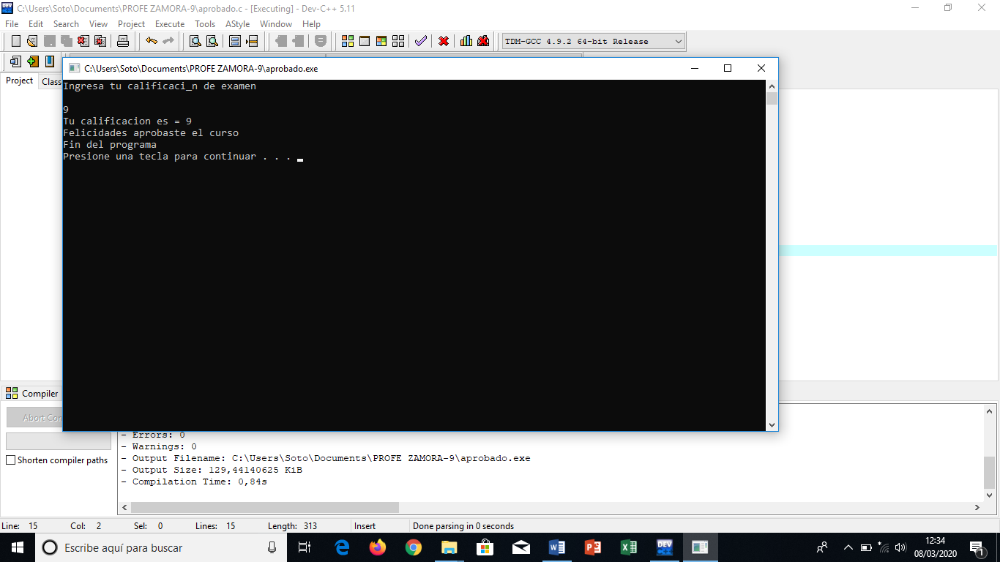 C:\Users\Soto\Documents\PROFE ZAMORA-9\aprobado.c - [Executing] - Dev-C++ 5.11
File Edit Search View Project Execute Tools AStyle Window Help
TDM-GCC 4.9.2 64-bit Release
Project Class
C:\Users\Soto\Documents\PROFE ZAMORA-9\aprobado.exe
Ingresa tu calificaci_n de examen
9
Tu calificacion es = 9
Felicidades aprobaste el curso
Fin del programa
Presione una tecla para continuar . . .
Compiler
Abort Con
Shorten compiler paths
- Errors: 0
- Warnings: 0
- Output Filename: C:\Users\Soto\Documents\PROFE ZAMORA-9\aprobado.exe
- Output Size: 129,44140625 KiB
- Compilation Time: 0,84s
Line: 15 Col: 2 Sel: 0 Lines: 15 Length: 313 Insert Done parsing in 0 seconds
Escribe aquí para buscar
DEV
12:34
08/03/2020
1